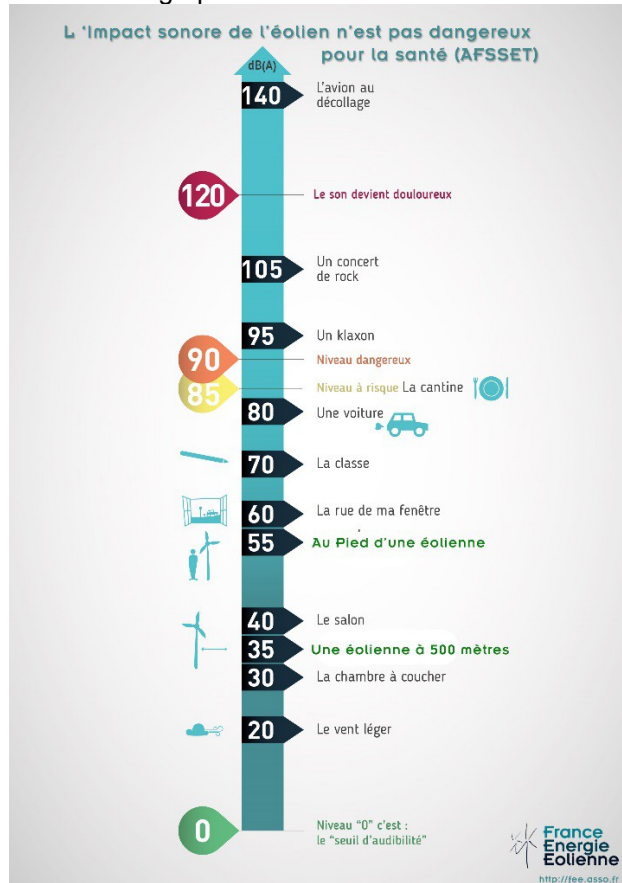 L 'Impact sonore de l'éolien n'est pas dangereux
pour la santé (AFSSET)
dB(A)
140 L'avion au
décollage
120 Le son devient douloureux
105 Un concert
de rock
95 Un klaxon
90 Niveau dangereux
85 Niveau à risque La cantine
80 Une voiture
70 La classe
60 La rue de ma fenêtre
55 Au Pied d'une éolienne
40 Le salon
35 Une éolienne à 500 mètres
30 La chambre à coucher
20 Le vent léger
0 Niveau "0" c'est :
le "seuil d'audibilité"
France
Energie
Eolienne
http://fee.asso.fr